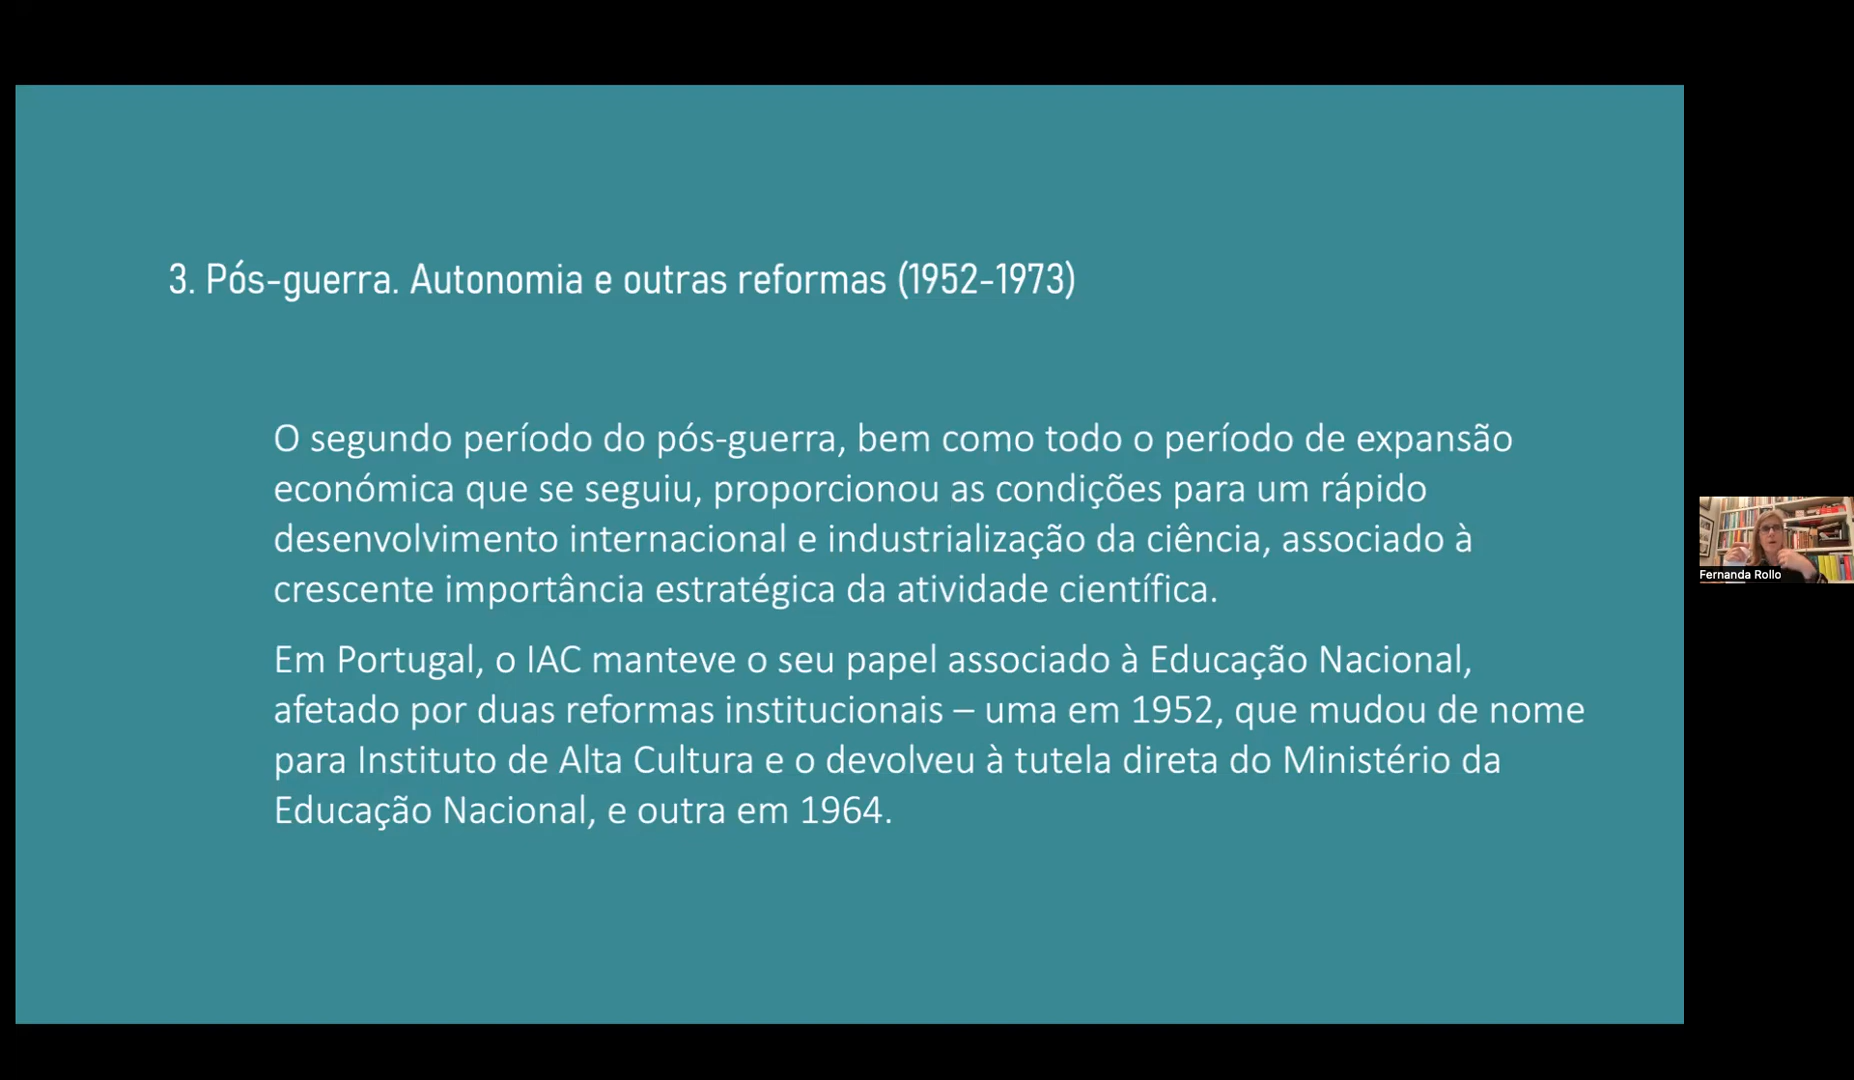 3. Pós-guerra. Autonomia e outras reformas (1952-1973)
O segundo período do pós-guerra, bem como todo o período de expansão
económica que se seguiu, proporcionou as condições para um rápido
desenvolvimento internacional e industrialização da ciência, associado à
crescente importância estratégica da atividade científica.
Em Portugal, o IAC manteve o seu papel associado à Educação Nacional,
afetado por duas reformas institucionais – uma em 1952, que mudou de nome
para Instituto de Alta Cultura e o devolveu à tutela direta do Ministério da
Educação Nacional, e outra em 1964.
Fernanda Rollo